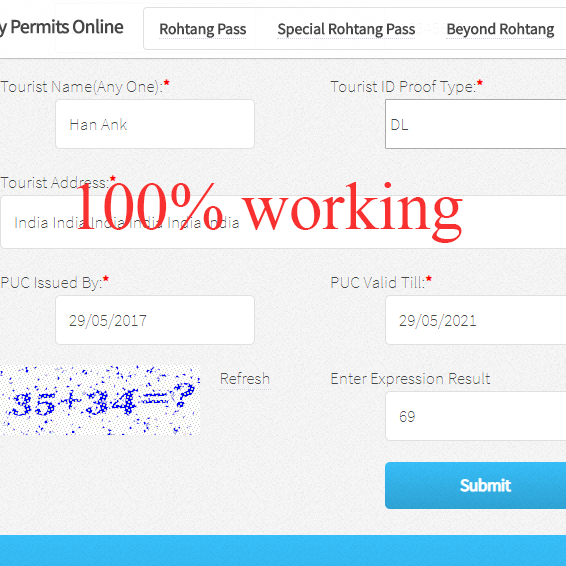 y Permits Online
Rohtang Pass Special Rohtang Pass Beyond Rohtang
Tourist Name(Any One):* Tourist ID Proof Type:*
Han Ank DL
Tourist Address:*
100% working
India India India India India India
PUC Issued By:* PUC Valid Till:*
29/05/2017 29/05/2021
35+34=? Refresh Enter Expression Result
69
Submit